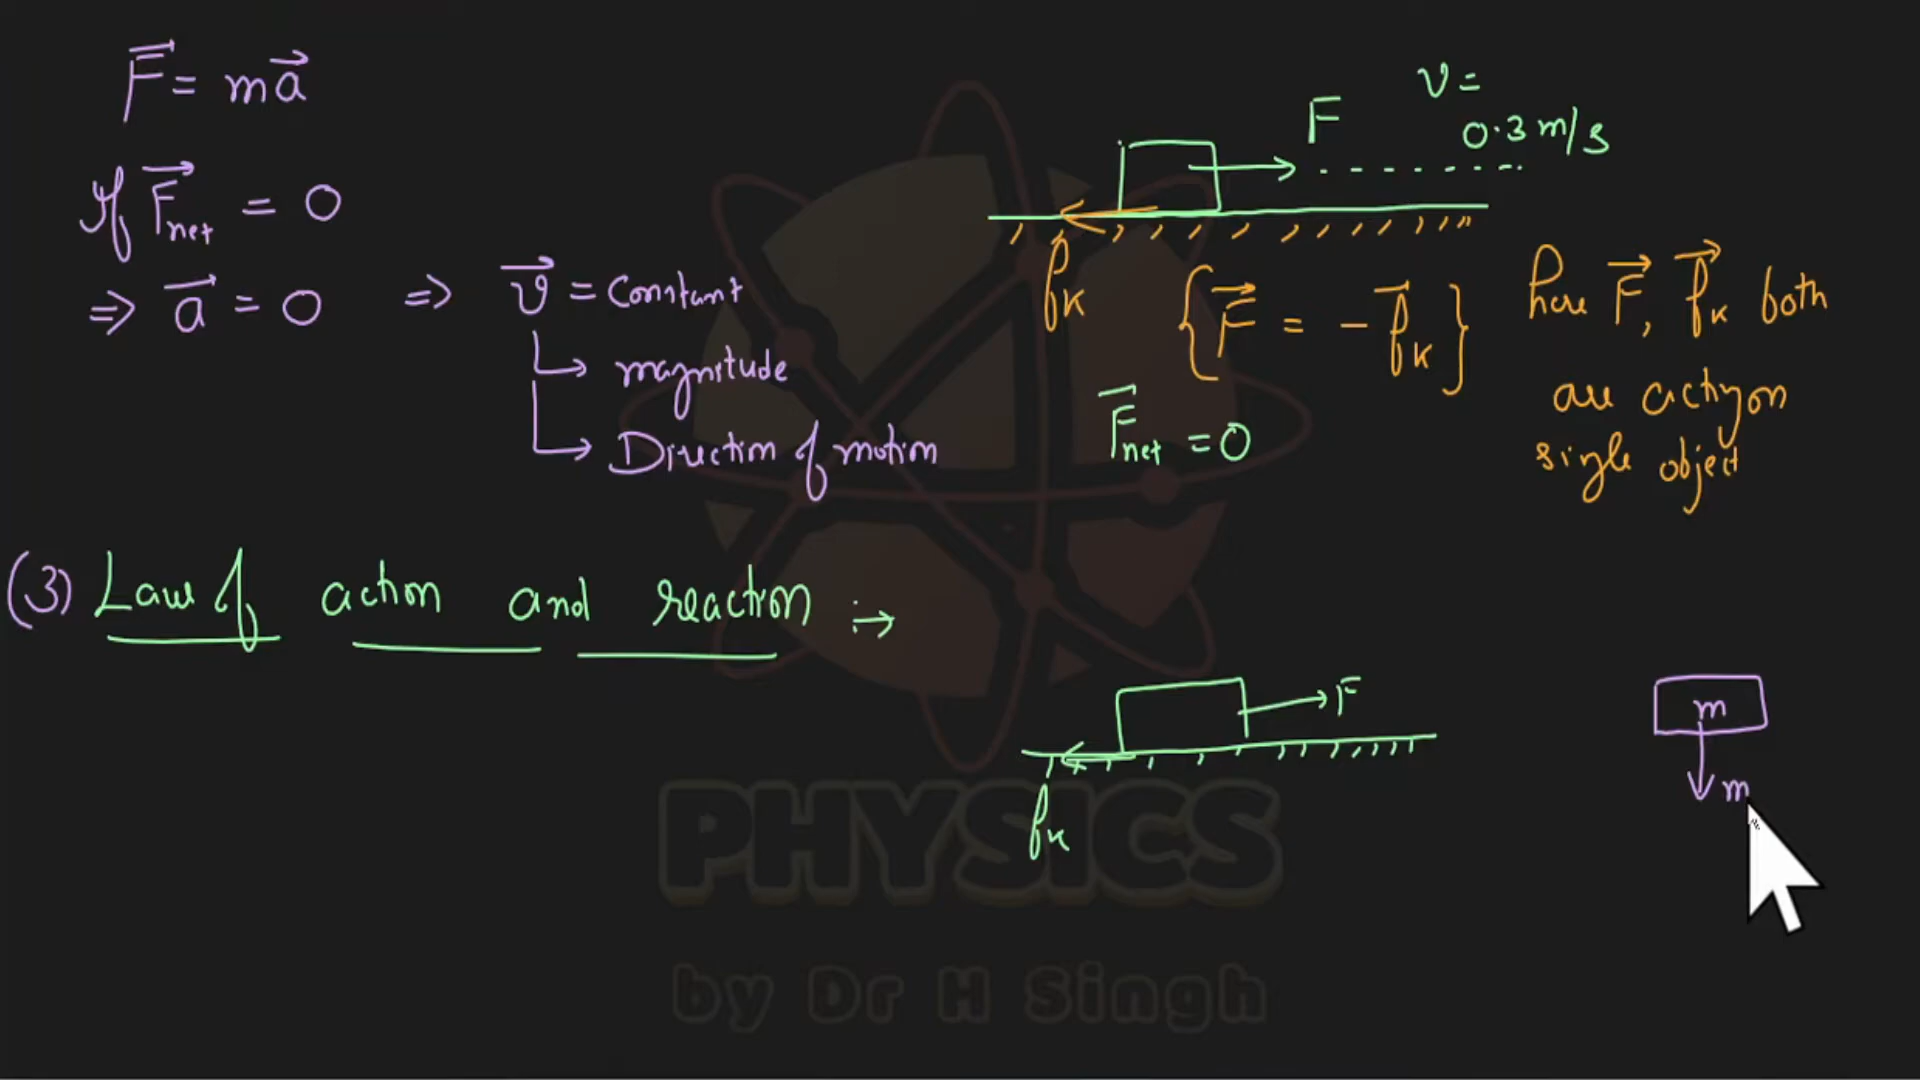 F⃗ = ma⃗
If F⃗net = 0
⇒ a⃗ = 0 ⇒ v⃗ = Constant
↳ magnitude
↳ Direction of motion
F
v =
0.3 m/s
fK
{F⃗ = - f⃗K}
F⃗net = 0
here F⃗, f⃗K both
are acting on
single object
(3) Law of action and reaction :→
F
fK
m
m
PHYSICS
by Dr H Singh